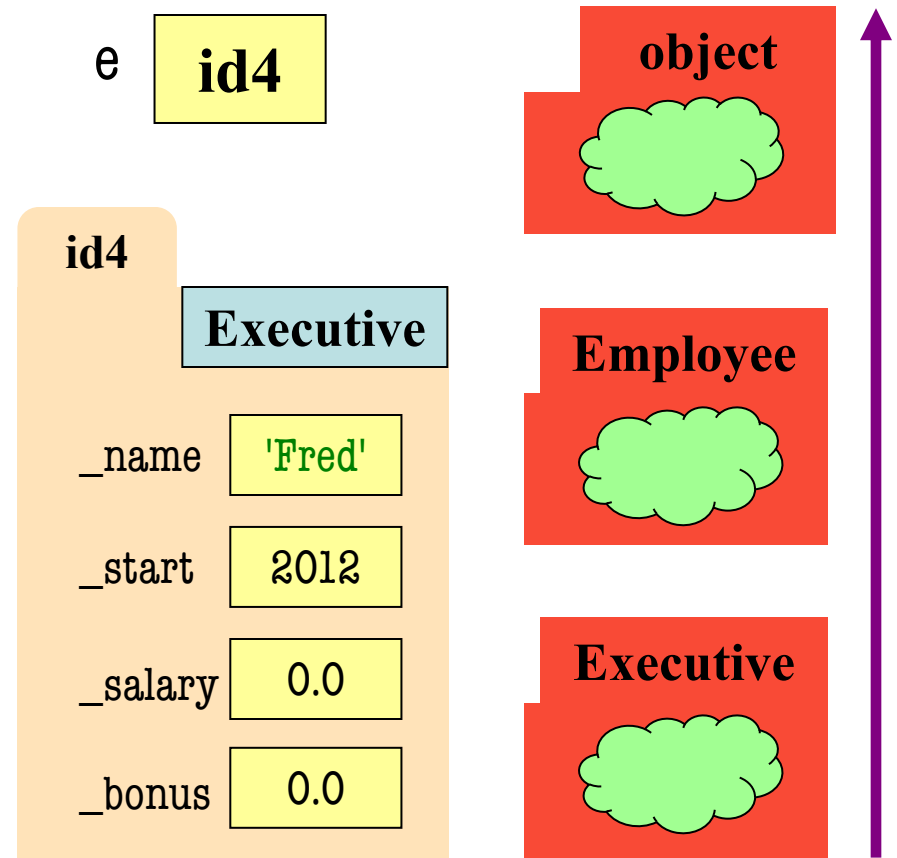 e id4
id4
Executive
_name 'Fred'
_start 2012
_salary 0.0
_bonus 0.0
object
Employee
Executive